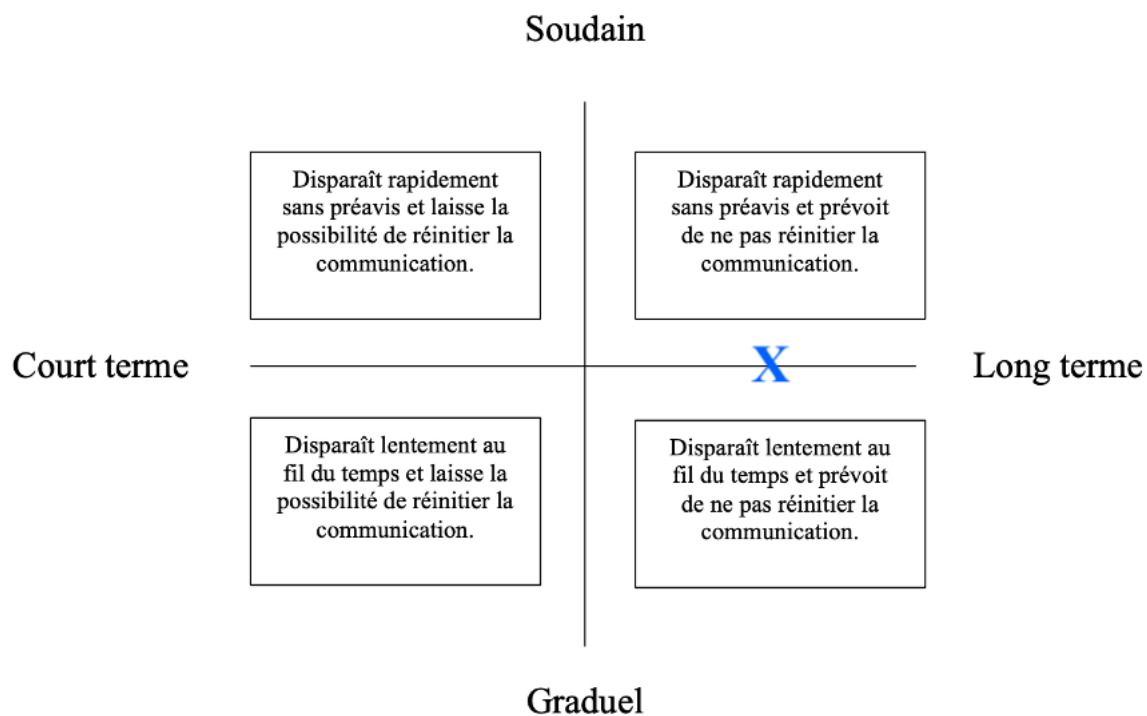 Soudain
Disparaît rapidement
sans préavis et laisse la
possibilité de réinitier la
communication.
Disparaît rapidement
sans préavis et prévoit
de ne pas réinitier la
communication.
Court terme
X
Long terme
Disparaît lentement au
fil du temps et laisse la
possibilité de réinitier la
communication.
Disparaît lentement au
fil du temps et prévoit
de ne pas réinitier la
communication.
Graduel